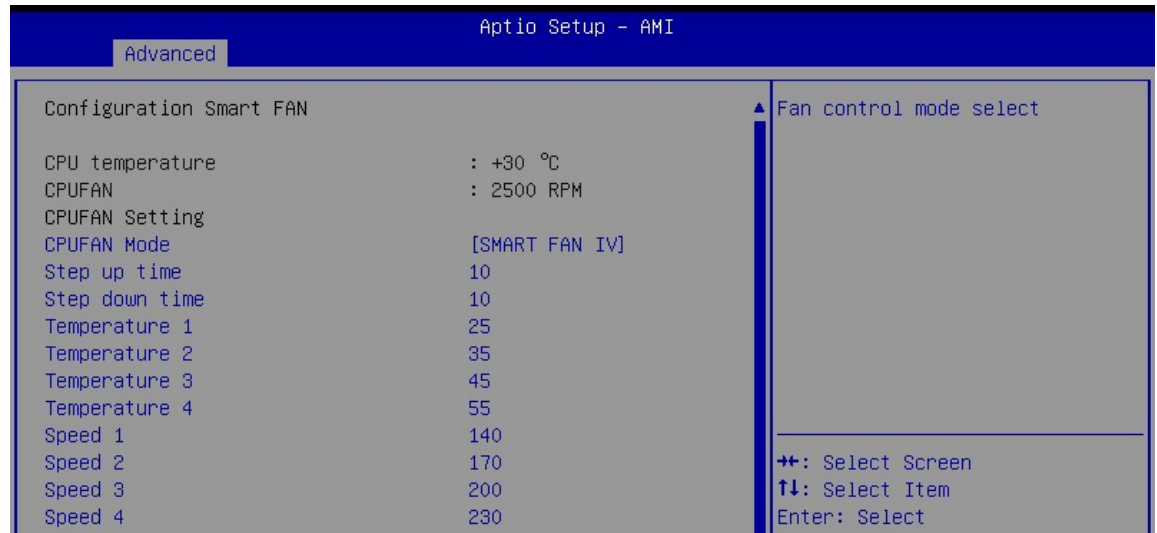 Aptio Setup – AMI
Advanced
Configuration Smart FAN
CPU temperature : +30 °C
CPUFAN : 2500 RPM
CPUFAN Setting
CPUFAN Mode [SMART FAN IV]
Step up time 10
Step down time 10
Temperature 1 25
Temperature 2 35
Temperature 3 45
Temperature 4 55
Speed 1 140
Speed 2 170
Speed 3 200
Speed 4 230
Fan control mode select
→←: Select Screen
↑↓: Select Item
Enter: Select